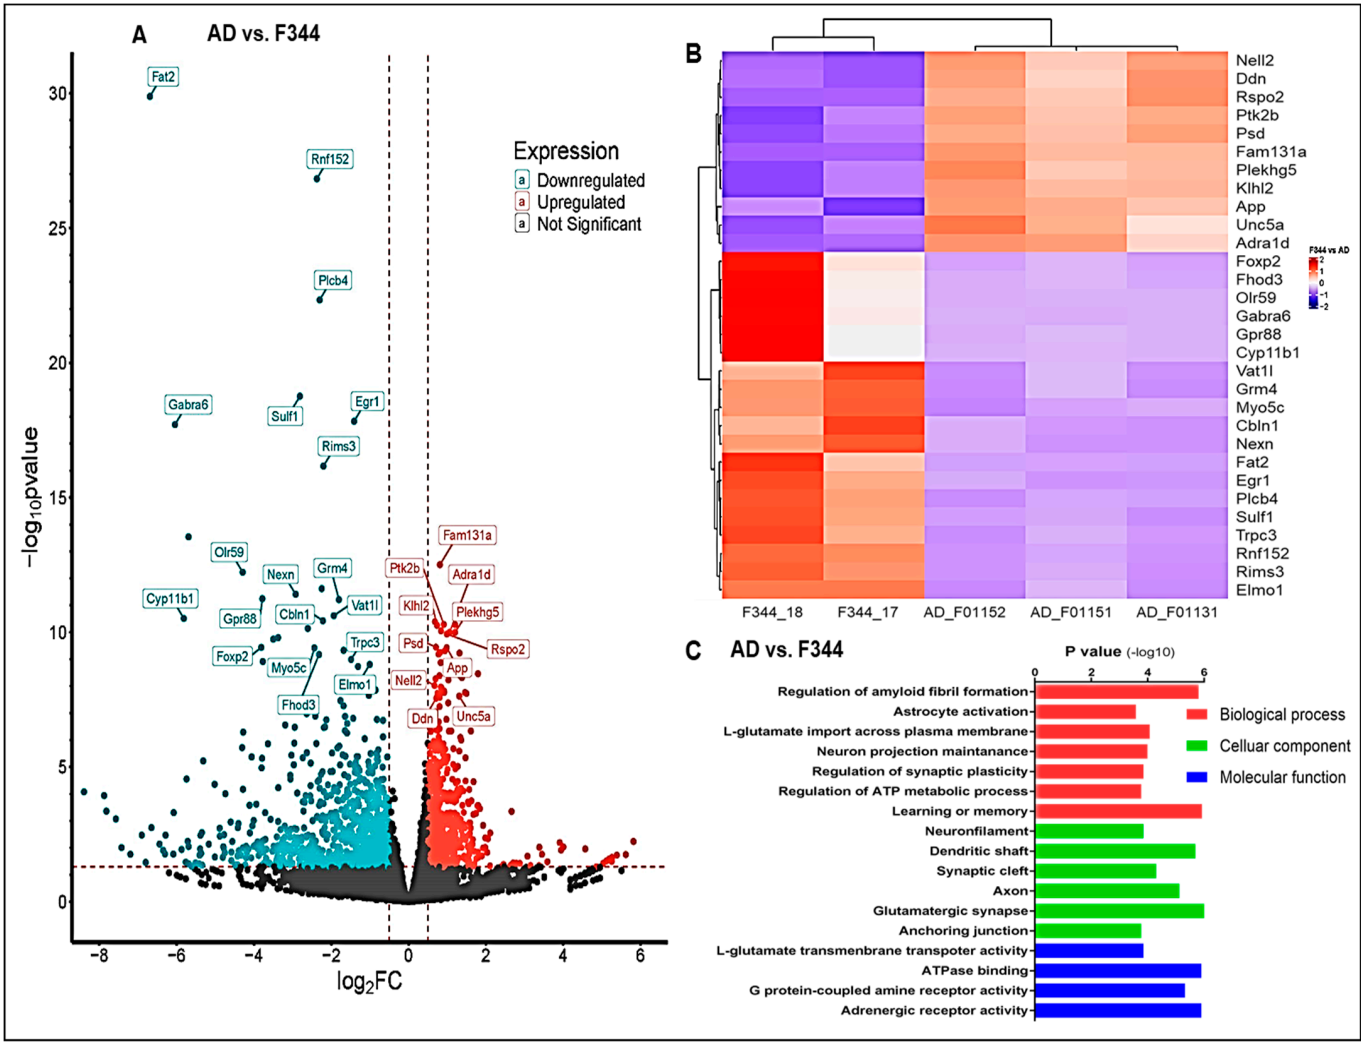 A
AD vs. F344
Fat2
Rnf152
Plcb4
Gabra6
Sulf1
Egr1
Rims3
Olr59
Nexn
Grm4
Cyp11b1
Gpr88
Cbln1
Vat1l
Foxp2
Myo5c
Trpc3
Elmo1
Fhod3
Fam131a
Ptk2b
Adra1d
Klhl2
Plekhg5
Psd
Rspo2
App
Nell2
Ddn
Unc5a
Expression
a Downregulated
a Upregulated
a Not Significant
−log10pvalue
30
25
20
15
10
5
0
−8 −6 −4 −2 0 2 4 6
log2FC
B
Nell2
Ddn
Rspo2
Ptk2b
Psd
Fam131a
Plekhg5
Klhl2
App
Unc5a
Adra1d
Foxp2
Fhod3
Olr59
Gabra6
Gpr88
Cyp11b1
Vat1l
Grm4
Myo5c
Cbln1
Nexn
Fat2
Egr1
Plcb4
Sulf1
Trpc3
Rnf152
Rims3
Elmo1
F344 vs AD
2
1
0
−1
−2
F344_18 F344_17 AD_F01152 AD_F01151 AD_F01131
C
AD vs. F344
P value (-log10)
0 2 4 6
Regulation of amyloid fibril formation
Astrocyte activation
L-glutamate import across plasma membrane
Neuron projection maintanance
Regulation of synaptic plasticity
Regulation of ATP metabolic process
Learning or memory
Neuronfilament
Dendritic shaft
Synaptic cleft
Axon
Glutamatergic synapse
Anchoring junction
L-glutamate transmenbrane transpoter activity
ATPase binding
G protein-coupled amine receptor activity
Adrenergic receptor activity
Biological process
Celluar component
Molecular function